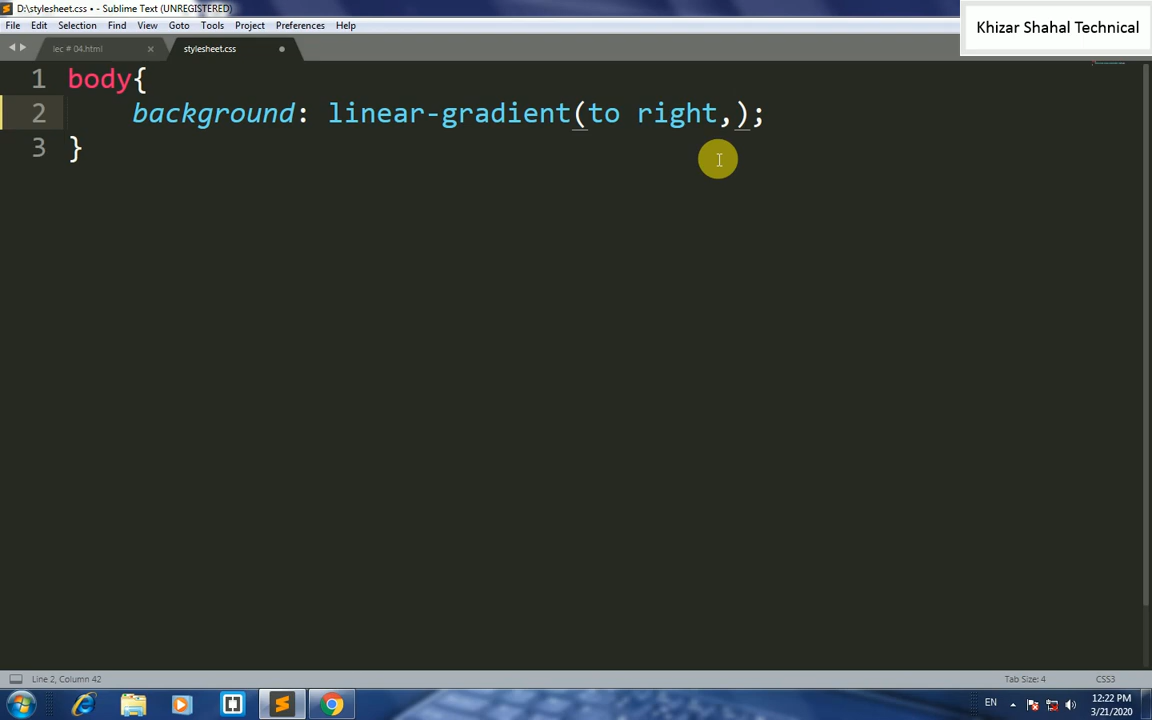 D:\stylesheet.css • - Sublime Text (UNREGISTERED)
File Edit Selection Find View Goto Tools Project Preferences Help
Khizar Shahal Technical
lec # 04.html × stylesheet.css
1 body{
2 background: linear-gradient(to right,);
3 }
Line 2, Column 42 Tab Size: 4 CSS3
EN 12:22 PM
3/21/2020